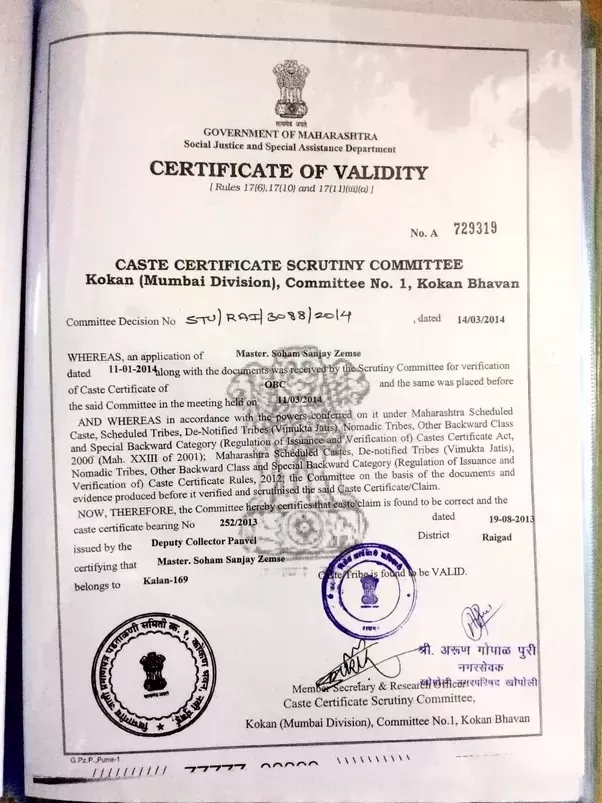 सत्यमेव जयते
GOVERNMENT OF MAHARASHTRA
Social Justice and Special Assistance Department
CERTIFICATE OF VALIDITY
[ Rules 17(6),17(10) and 17(11)(iii)(a) ]
No. A 729319
CASTE CERTIFICATE SCRUTINY COMMITTEE
Kokan (Mumbai Division), Committee No. 1, Kokan Bhavan
Committee Decision No STU/RAI/3088/2014 , dated 14/03/2014
WHEREAS, an application of Master. Soham Sanjay Zemse
dated 11-01-2014 along with the documents was received by the Scrutiny Committee for verification
of Caste Certificate of OBC and the same was placed before
the said Committee in the meeting held on 11/03/2014
AND WHEREAS in accordance with the powers conferred on it under Maharashtra Scheduled
Caste, Scheduled Tribes, De-Notified Tribes (Vimukta Jatis), Nomadic Tribes, Other Backward Class
and Special Backward Category (Regulation of Issuance and Verification of) Castes Certificate Act,
2000 (Mah. XXIII of 2001); Maharashtra Scheduled Castes, De-notified Tribes (Vimukta Jatis),
Nomadic Tribes, Other Backward Class and Special Backward Category (Regulation of Issuance and
Verification of) Caste Certificate Rules, 2012; the Committee on the basis of the documents and
evidence produced before it verified and scrutinised the said Caste Certificate/Claim.
NOW, THEREFORE, the Committee hereby certifies that caste claim is found to be correct and the
caste certificate bearing No 252/2013 dated 19-08-2013
issued by the Deputy Collector Panvel District Raigad
certifying that Master. Soham Sanjay Zemse
belongs to Kalan-169 Caste/Tribe is found to be VALID.
श्री. अरूण गोपाळ पुरी
नगरसेवक
खोपोली नगरपरिषद खोपोली
Member Secretary & Research Officer
Caste Certificate Scrutiny Committee,
Kokan (Mumbai Division), Committee No.1, Kokan Bhavan
G.Pz.P.,Pune-1